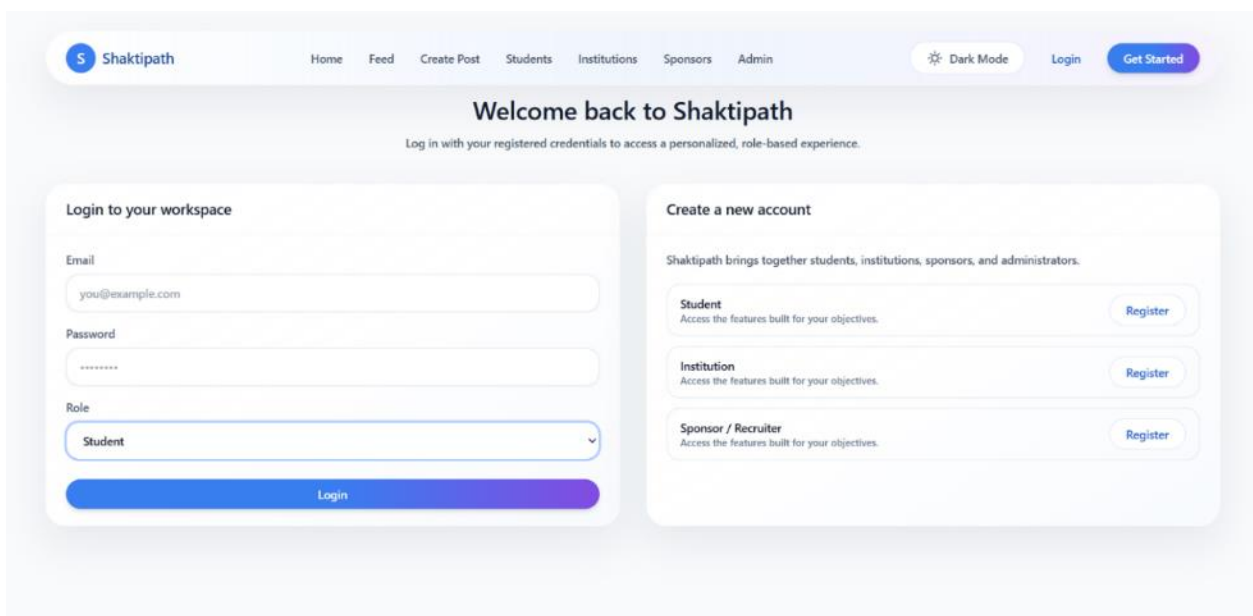 S Shaktipath
Home Feed Create Post Students Institutions Sponsors Admin
Dark Mode Login Get Started
Welcome back to Shaktipath
Log in with your registered credentials to access a personalized, role-based experience.
Login to your workspace
Email
you@example.com
Password
••••••••
Role
Student
Login
Create a new account
Shaktipath brings together students, institutions, sponsors, and administrators.
Student
Access the features built for your objectives.
Register
Institution
Access the features built for your objectives.
Register
Sponsor / Recruiter
Access the features built for your objectives.
Register